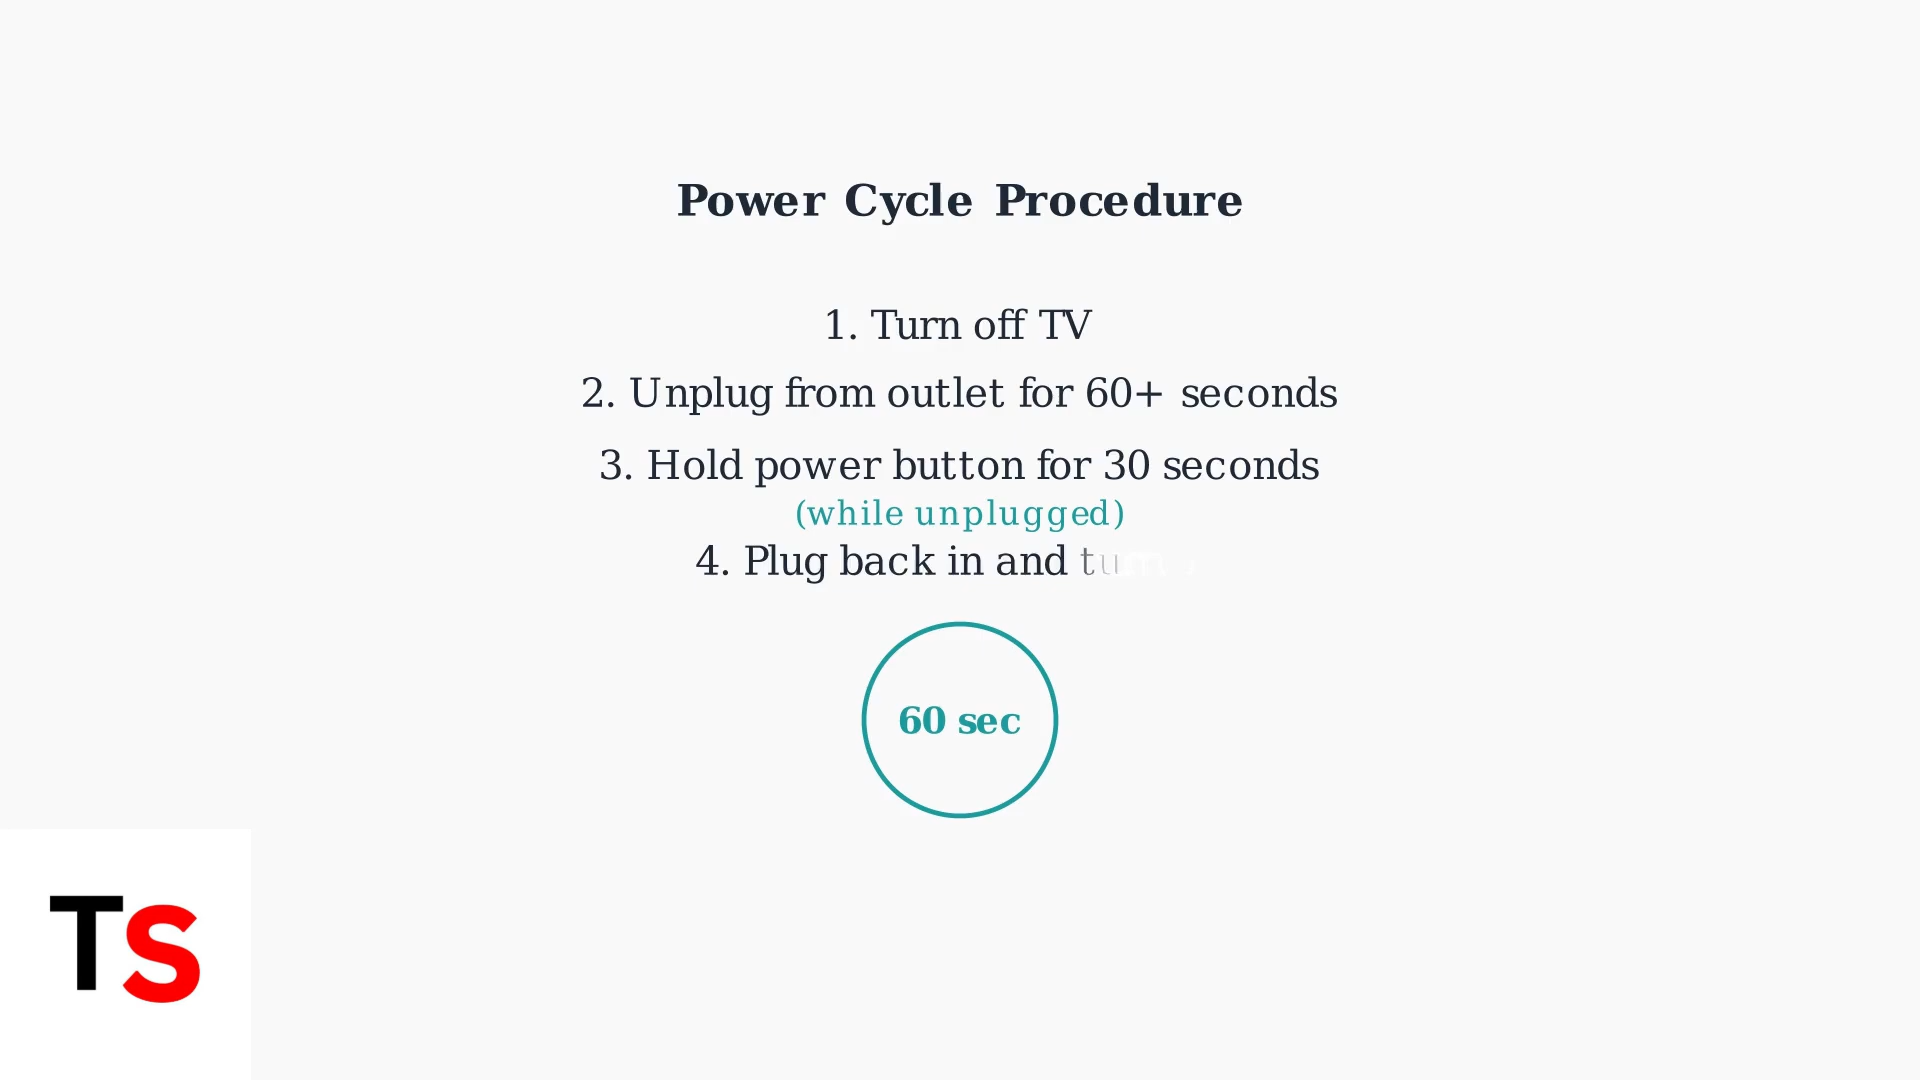 Power Cycle Procedure
1. Turn off TV
2. Unplug from outlet for 60+ seconds
3. Hold power button for 30 seconds
(while unplugged)
4. Plug back in and turn
60 sec
TS